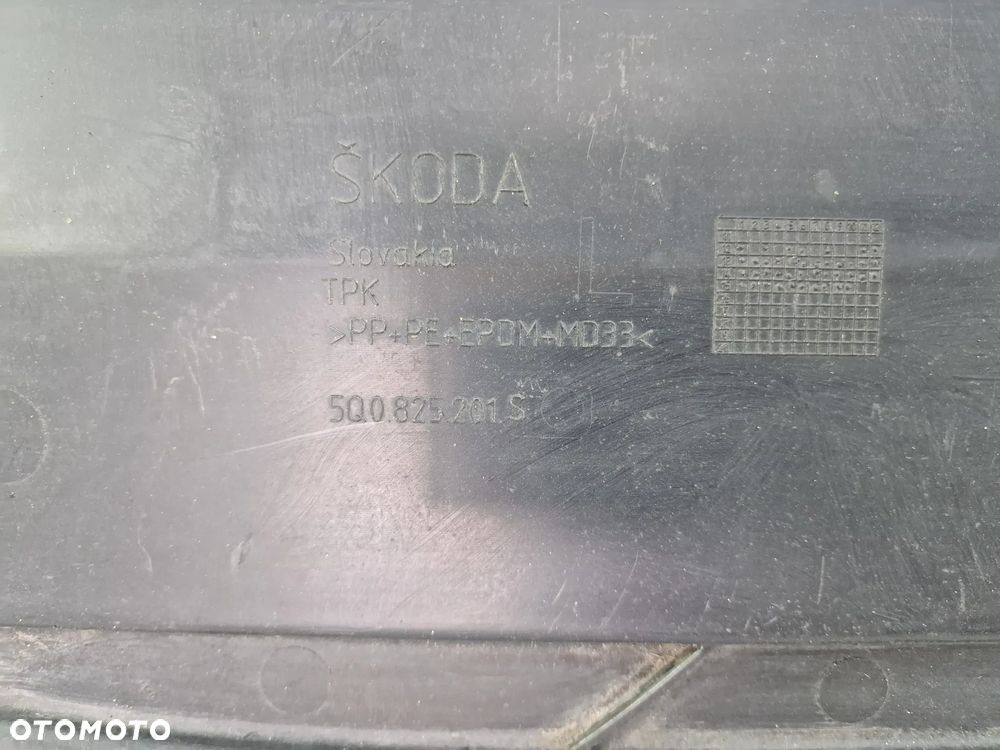 ŠKODA
Slovakia
TPK
L
>PP+PE+EPDM+MD33<
5Q0.825.201 S
OTOMOTO